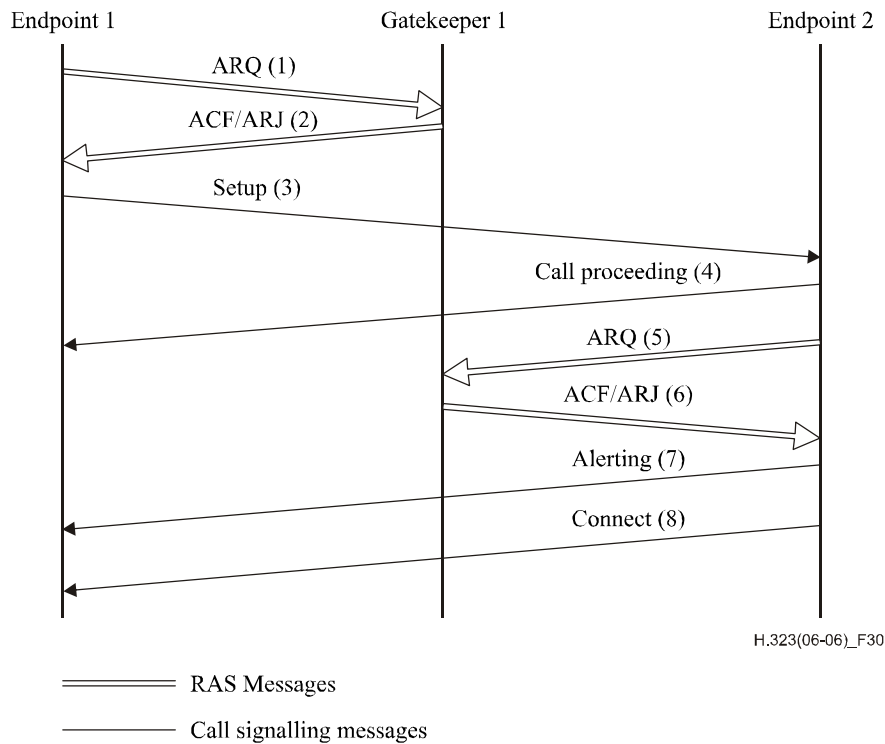 Endpoint 1 Gatekeeper 1 Endpoint 2
ARQ (1)
ACF/ARJ (2)
Setup (3)
Call proceeding (4)
ARQ (5)
ACF/ARJ (6)
Alerting (7)
Connect (8)
H.323(06-06)_F30
RAS Messages
Call signalling messages